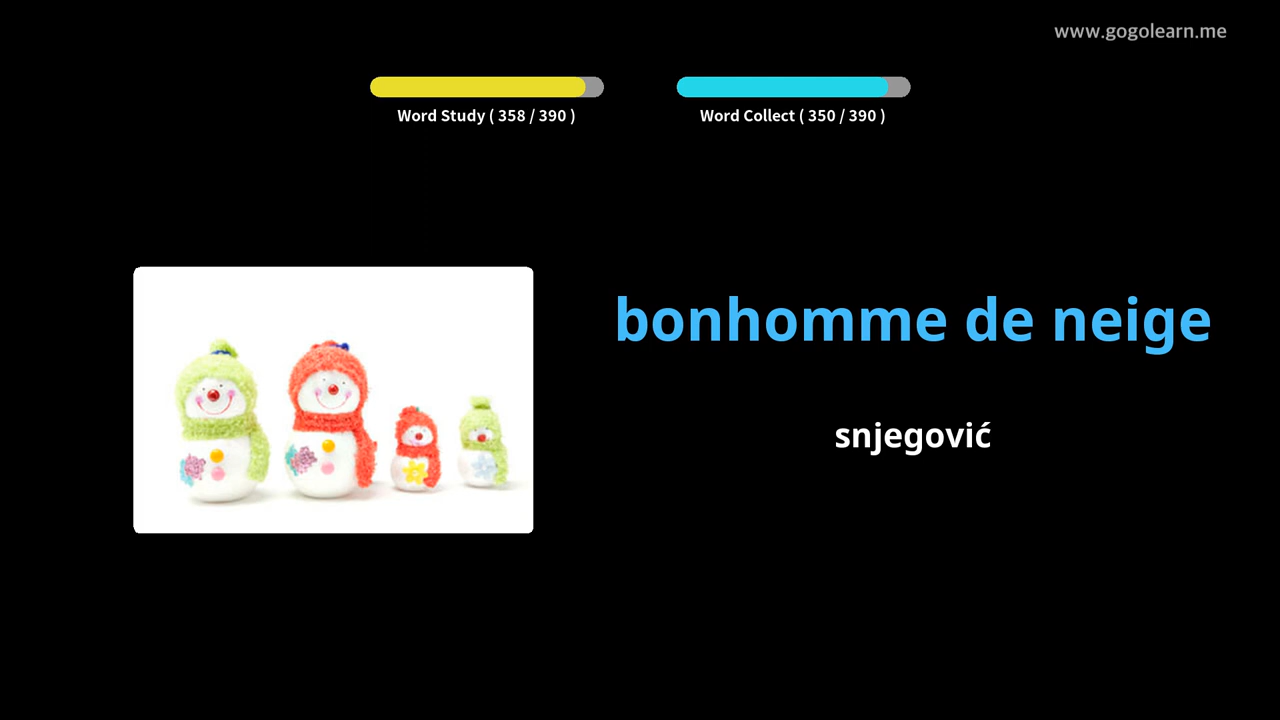 www.gogolearn.me
Word Study ( 358 / 390 )
Word Collect ( 350 / 390 )
bonhomme de neige
snjegović